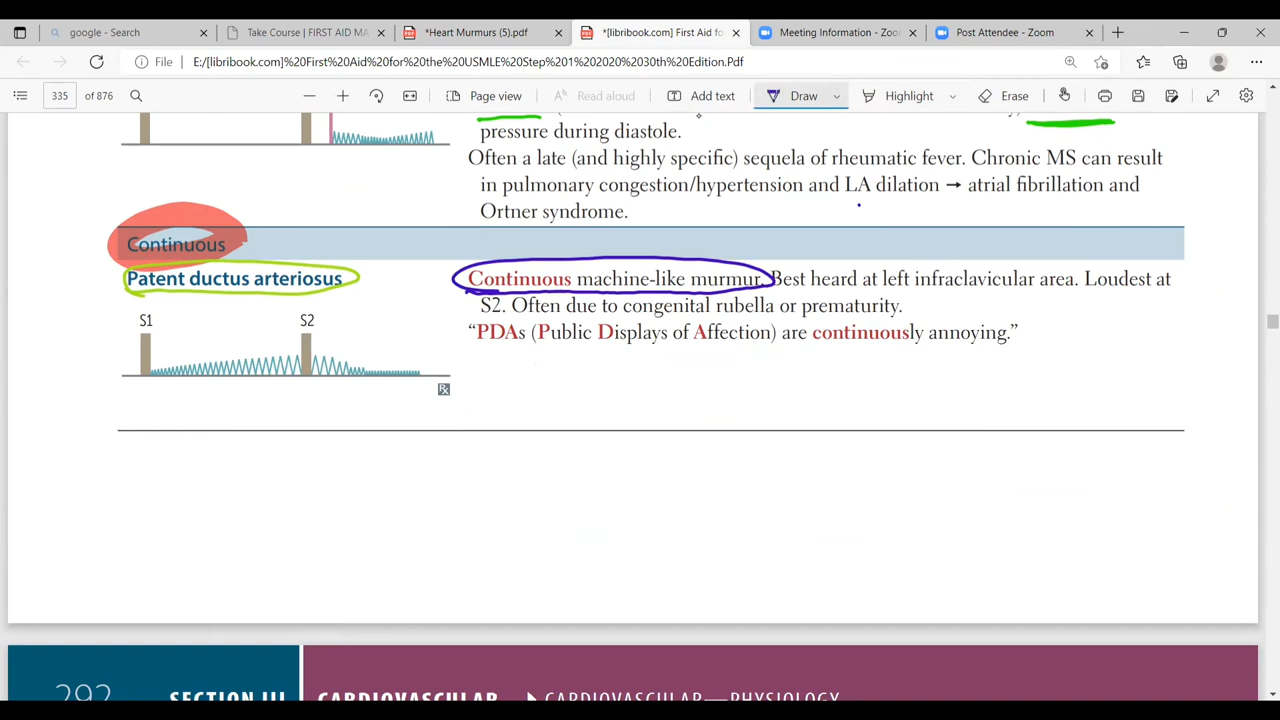 google - Search
Take Course | FIRST AID MA
*Heart Murmurs (5).pdf
*[libribook.com] First Aid fo
Meeting Information - Zoo
Post Attendee - Zoom
File
E:/[libribook.com]%20First%20Aid%20for%20the%20USMLE%20Step%201%202020%2030th%20Edition.Pdf
335 of 876
Page view
Read aloud
Add text
Draw
Highlight
Erase
pressure during diastole.
Often a late (and highly specific) sequela of rheumatic fever. Chronic MS can result
in pulmonary congestion/hypertension and LA dilation → atrial fibrillation and
Ortner syndrome.
Continuous
Patent ductus arteriosus
S1
S2
Continuous machine-like murmur. Best heard at left infraclavicular area. Loudest at
S2. Often due to congenital rubella or prematurity.
“PDAs (Public Displays of Affection) are continuously annoying.”
Rx
292
SECTION III
CARDIOVASCULAR
CARDIOVASCULAR—PHYSIOLOGY